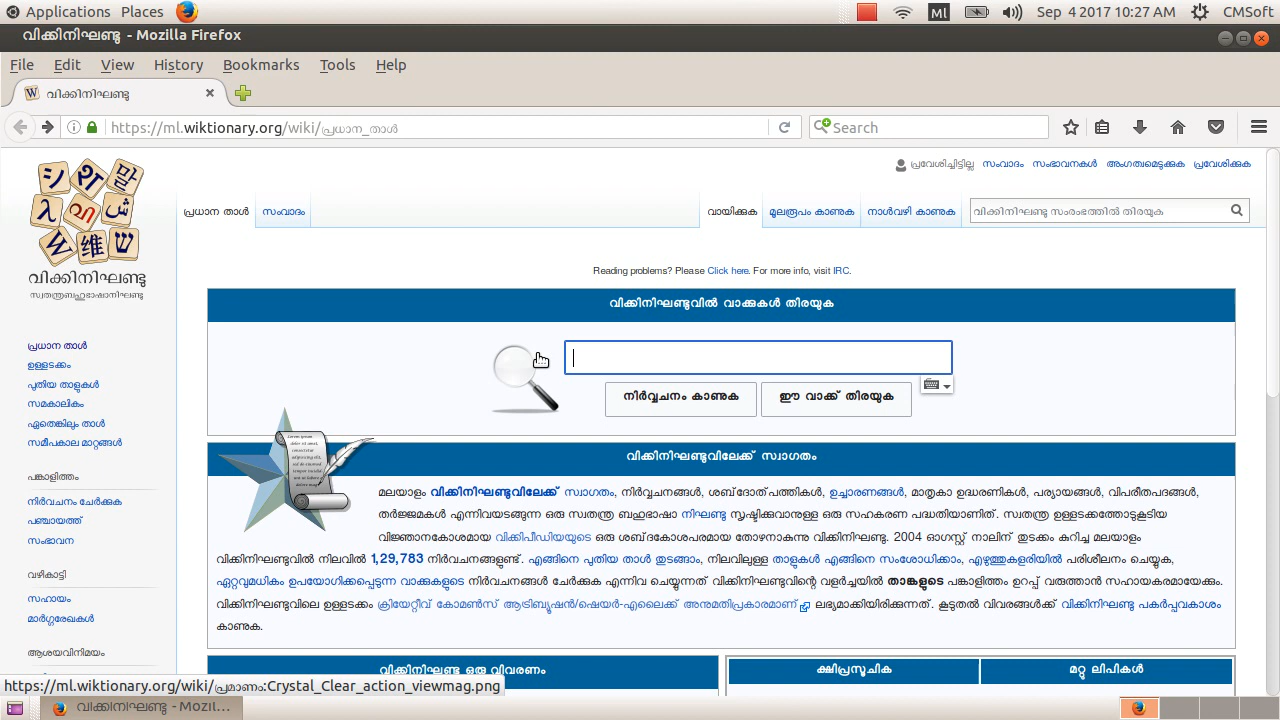 Applications Places Ml Sep 4 2017 10:27 AM CMSoft
വിക്കിനിഘണ്ടു - Mozilla Firefox
File Edit View History Bookmarks Tools Help
വിക്കിനിഘണ്ടു
https://ml.wiktionary.org/wiki/പ്രധാന_താൾ Search
പ്രവേശിച്ചിട്ടില്ല സംവാദം സംഭാവനകൾ അംഗത്വമെടുക്കുക പ്രവേശിക്കുക
പ്രധാന താൾ സംവാദം വായിക്കുക മൂലരൂപം കാണുക നാൾവഴി കാണുക വിക്കിനിഘണ്ടു സംരംഭത്തിൽ തിരയുക
വിക്കിനിഘണ്ടു
സ്വതന്ത്രബഹുഭാഷാനിഘണ്ടു
Reading problems? Please Click here. For more info, visit IRC.
വിക്കിനിഘണ്ടുവിൽ വാക്കുകൾ തിരയുക
നിർവ്വചനം കാണുക ഈ വാക്ക് തിരയുക
പ്രധാന താൾ
ഉള്ളടക്കം
പുതിയ താളുകൾ
സമകാലികം
ഏതെങ്കിലും താൾ
സമീപകാല മാറ്റങ്ങൾ
പങ്കാളിത്തം
നിർവചനം ചേർക്കുക
പഞ്ചായത്ത്
സംഭാവന
വഴികാട്ടി
സഹായം
മാർഗ്ഗരേഖകൾ
ആശയവിനിമയം
വിക്കിനിഘണ്ടുവിലേക്ക് സ്വാഗതം
മലയാളം വിക്കിനിഘണ്ടുവിലേക്ക് സ്വാഗതം, നിർവ്വചനങ്ങൾ, ശബ്ദോത്പത്തികൾ, ഉച്ചാരണങ്ങൾ, മാതൃകാ ഉദ്ധരണികൾ, പര്യായങ്ങൾ, വിപരീതപദങ്ങൾ,
തർജ്ജമകൾ എന്നിവയടങ്ങുന്ന ഒരു സ്വതന്ത്ര ബഹുഭാഷാ നിഘണ്ടു സൃഷ്ടിക്കുവാനുള്ള ഒരു സഹകരണ പദ്ധതിയാണിത്. സ്വതന്ത്ര ഉള്ളടക്കത്തോടുകൂടിയ
വിജ്ഞാനകോശമായ വിക്കിപീഡിയയുടെ ഒരു ശബ്ദകോശപരമായ തോഴനാകുന്നു വിക്കിനിഘണ്ടു. 2004 ഓഗസ്റ്റ് നാലിന് തുടക്കം കുറിച്ച മലയാളം
വിക്കിനിഘണ്ടുവിൽ നിലവിൽ 1,29,783 നിർവചനങ്ങളുണ്ട്. എങ്ങിനെ പുതിയ താൾ തുടങ്ങാം, നിലവിലുള്ള താളുകൾ എങ്ങിനെ സംശോധിക്കാം, എഴുത്തുകളരിയിൽ പരിശീലനം ചെയ്യുക,
ഏറ്റവുമധികം ഉപയോഗിക്കപ്പെടുന്ന വാക്കുകളുടെ നിർവചനങ്ങൾ ചേർക്കുക എന്നിവ ചെയ്യുന്നത് വിക്കിനിഘണ്ടുവിന്റെ വളർച്ചയിൽ താങ്കളുടെ പങ്കാളിത്തം ഉറപ്പ് വരുത്താൻ സഹായകരമായേക്കും.
വിക്കിനിഘണ്ടുവിലെ ഉള്ളടക്കം ക്രിയേറ്റീവ് കോമൺസ് ആട്രിബ്യൂഷൻ/ഷെയർ-എലൈക്ക് അനുമതിപ്രകാരമാണ് ലഭ്യമാക്കിയിരിക്കുന്നത്. കൂടുതൽ വിവരങ്ങൾക്ക് വിക്കിനിഘണ്ടു പകർപ്പവകാശം
കാണുക.
വിക്കിനിഘണ്ടു ഒരു വിവരണം ക്ഷിപ്രസൂചിക മറ്റു ലിപികൾ
https://ml.wiktionary.org/wiki/പ്രമാണം:Crystal_Clear_action_viewmag.png
വിക്കിനിഘണ്ടു - Mozil...